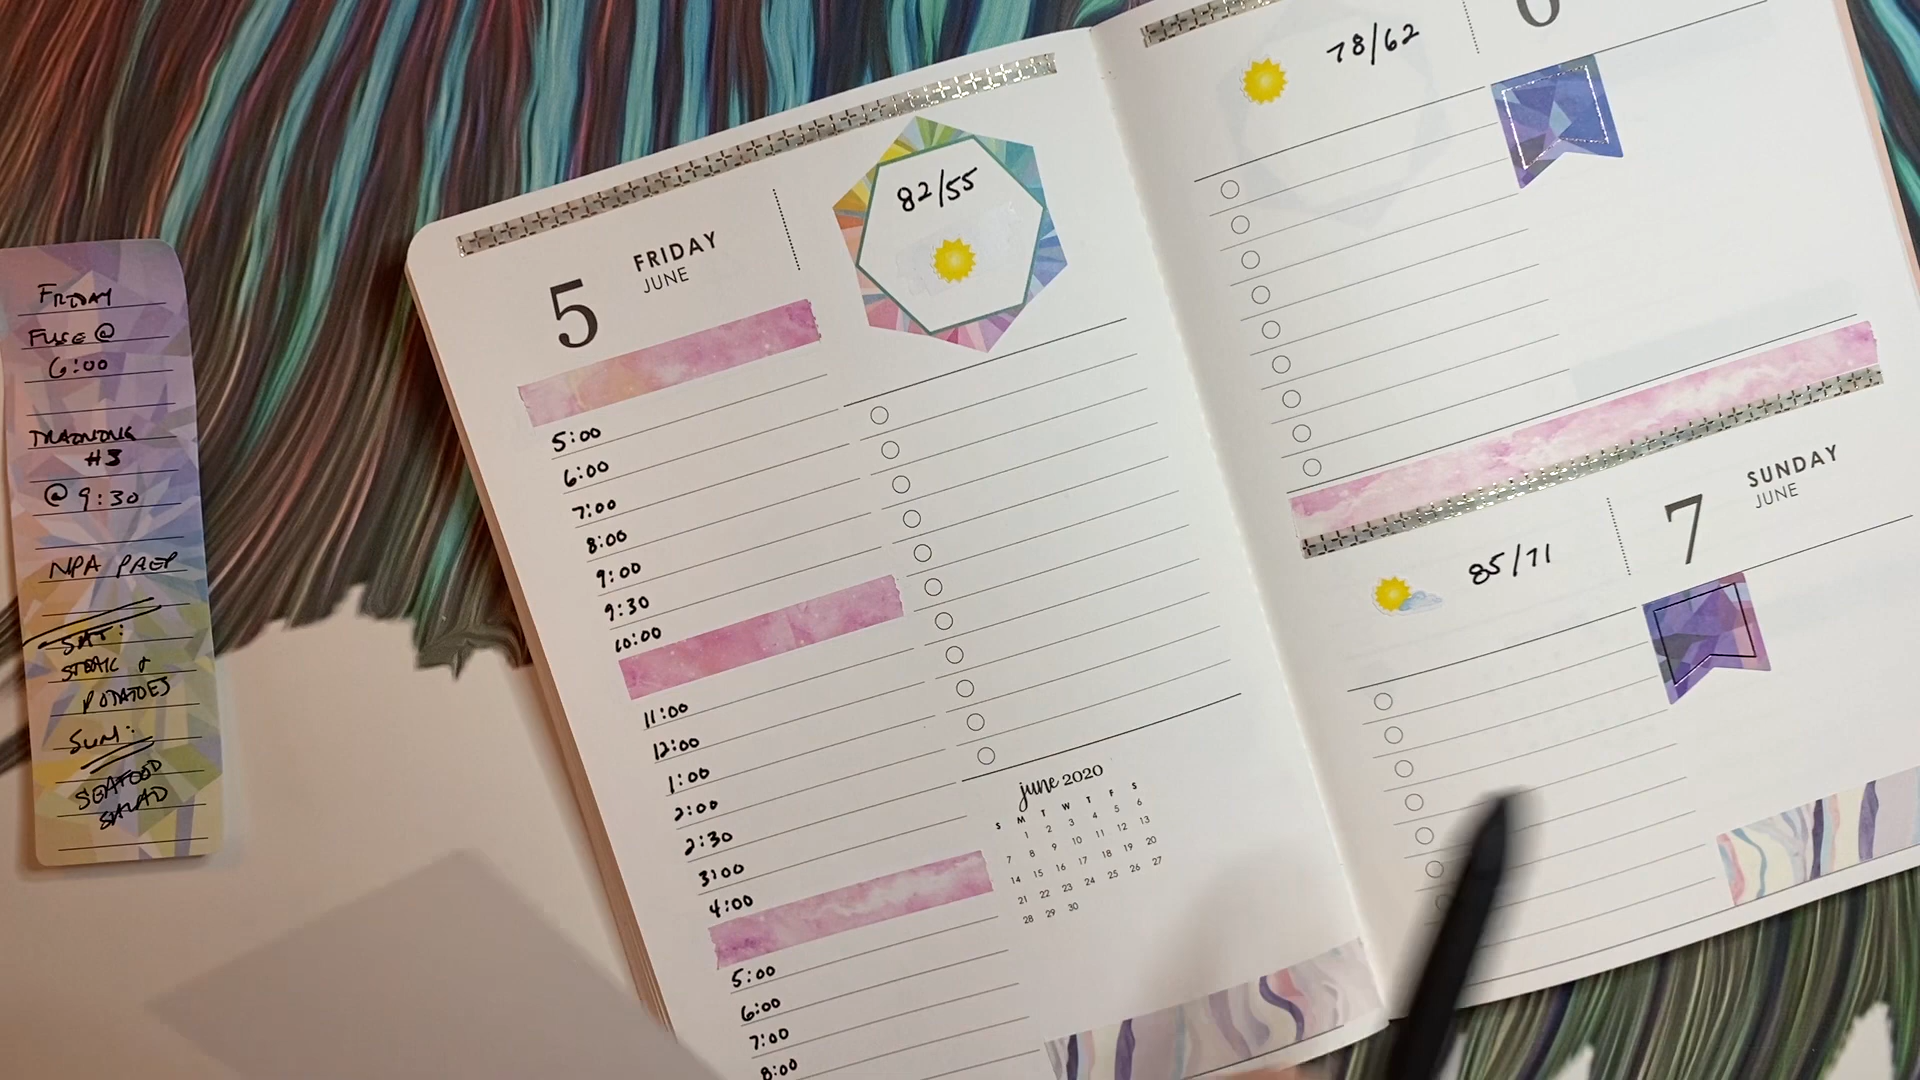 FRIDAY
FUSE @
6:00
TRAINING
#3
@ 9:30
NPA PREP
SAT:
STEAK &
POTATOES
SUN:
SEAFOOD
SALAD
5
FRIDAY
JUNE
82/55
5:00
6:00
7:00
8:00
9:00
9:30
10:00
11:00
12:00
1:00
2:00
2:30
3:00
4:00
5:00
6:00
7:00
8:00
june 2020
S M T W T F S
1 2 3 4 5 6
7 8 9 10 11 12 13
14 15 16 17 18 19 20
21 22 23 24 25 26 27
28 29 30
78/62
6
7
SUNDAY
JUNE
85/71